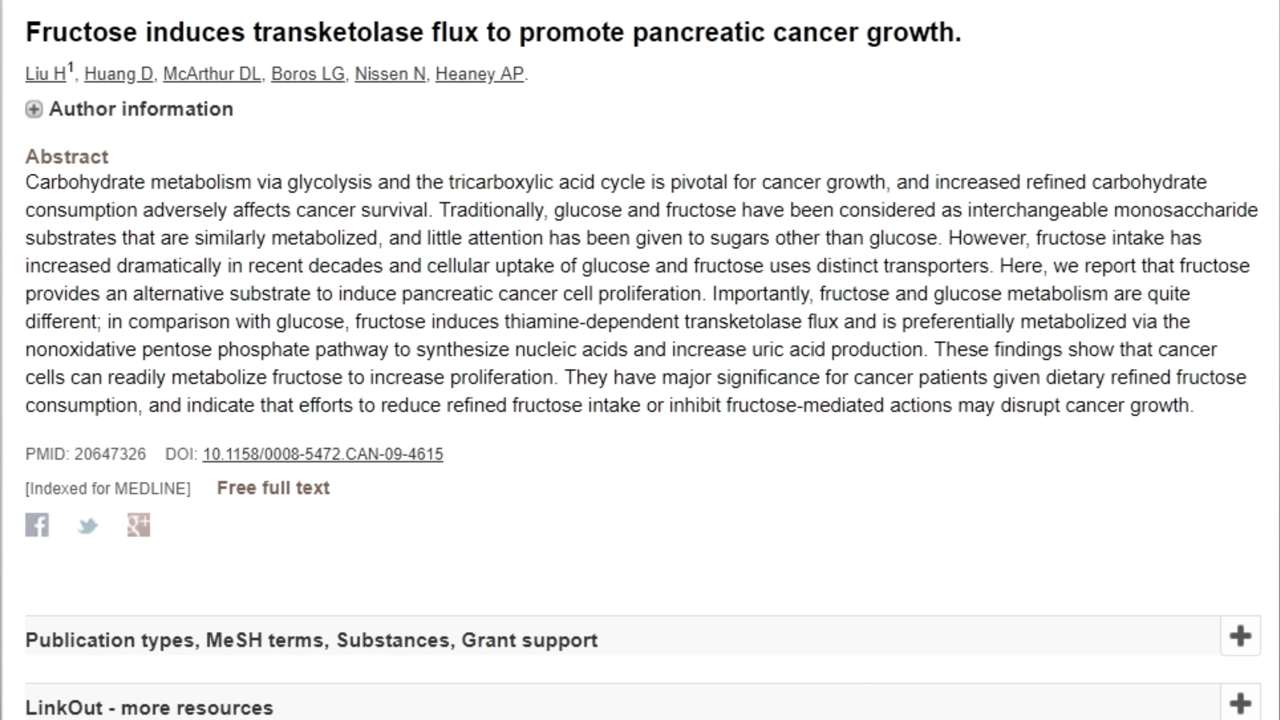 Fructose induces transketolase flux to promote pancreatic cancer growth.
Liu H1, Huang D, McArthur DL, Boros LG, Nissen N, Heaney AP.
Author information
Abstract
Carbohydrate metabolism via glycolysis and the tricarboxylic acid cycle is pivotal for cancer growth, and increased refined carbohydrate
consumption adversely affects cancer survival. Traditionally, glucose and fructose have been considered as interchangeable monosaccharide
substrates that are similarly metabolized, and little attention has been given to sugars other than glucose. However, fructose intake has
increased dramatically in recent decades and cellular uptake of glucose and fructose uses distinct transporters. Here, we report that fructose
provides an alternative substrate to induce pancreatic cancer cell proliferation. Importantly, fructose and glucose metabolism are quite
different; in comparison with glucose, fructose induces thiamine-dependent transketolase flux and is preferentially metabolized via the
nonoxidative pentose phosphate pathway to synthesize nucleic acids and increase uric acid production. These findings show that cancer
cells can readily metabolize fructose to increase proliferation. They have major significance for cancer patients given dietary refined fructose
consumption, and indicate that efforts to reduce refined fructose intake or inhibit fructose-mediated actions may disrupt cancer growth.
PMID: 20647326 DOI: 10.1158/0008-5472.CAN-09-4615
[Indexed for MEDLINE] Free full text
f g+
Publication types, MeSH terms, Substances, Grant support
LinkOut - more resources